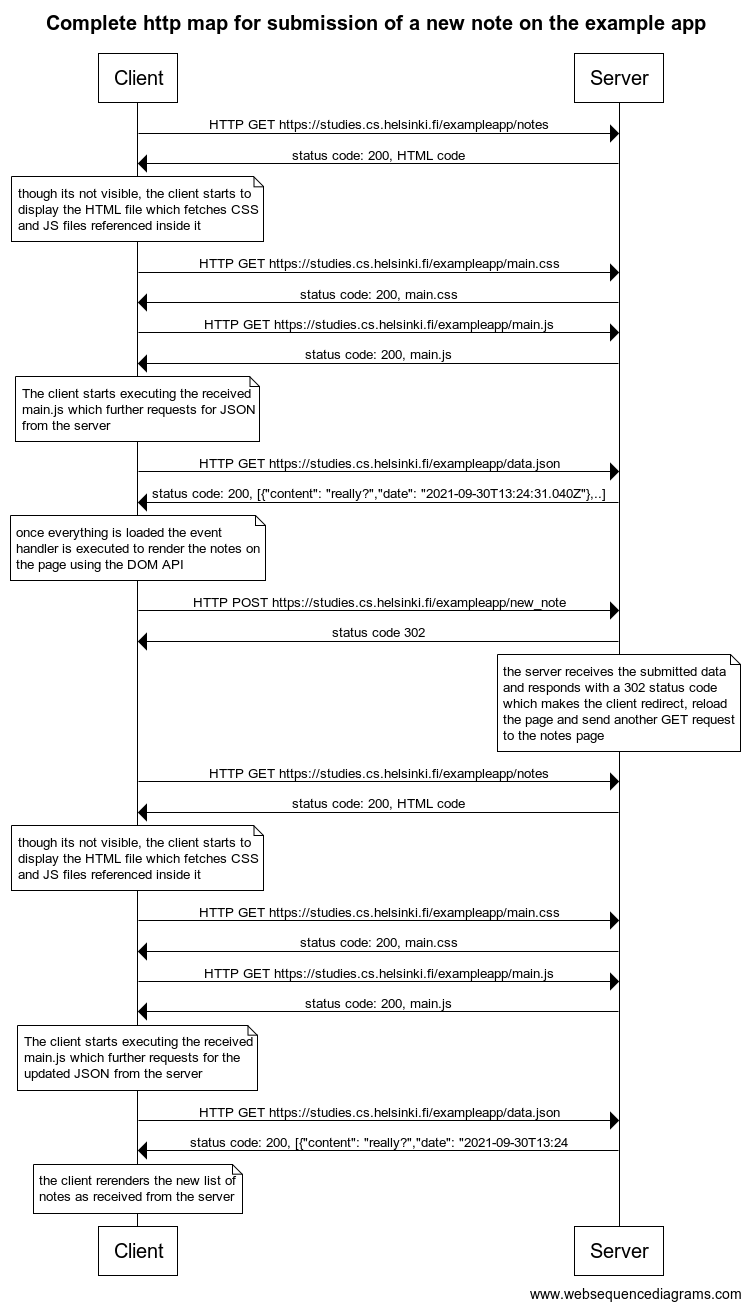 Complete http map for submission of a new note on the example app
Client
Server
HTTP GET https://studies.cs.helsinki.fi/exampleapp/notes
status code: 200, HTML code
though its not visible, the client starts to
display the HTML file which fetches CSS
and JS files referenced inside it
HTTP GET https://studies.cs.helsinki.fi/exampleapp/main.css
status code: 200, main.css
HTTP GET https://studies.cs.helsinki.fi/exampleapp/main.js
status code: 200, main.js
The client starts executing the received
main.js which further requests for JSON
from the server
HTTP GET https://studies.cs.helsinki.fi/exampleapp/data.json
status code: 200, [{"content": "really?","date": "2021-09-30T13:24:31.040Z"},..]
once everything is loaded the event
handler is executed to render the notes on
the page using the DOM API
HTTP POST https://studies.cs.helsinki.fi/exampleapp/new_note
status code 302
the server receives the submitted data
and responds with a 302 status code
which makes the client redirect, reload
the page and send another GET request
to the notes page
HTTP GET https://studies.cs.helsinki.fi/exampleapp/notes
status code: 200, HTML code
though its not visible, the client starts to
display the HTML file which fetches CSS
and JS files referenced inside it
HTTP GET https://studies.cs.helsinki.fi/exampleapp/main.css
status code: 200, main.css
HTTP GET https://studies.cs.helsinki.fi/exampleapp/main.js
status code: 200, main.js
The client starts executing the received
main.js which further requests for the
updated JSON from the server
HTTP GET https://studies.cs.helsinki.fi/exampleapp/data.json
status code: 200, [{"content": "really?","date": "2021-09-30T13:24
the client rerenders the new list of
notes as received from the server
Client
Server
www.websequencediagrams.com